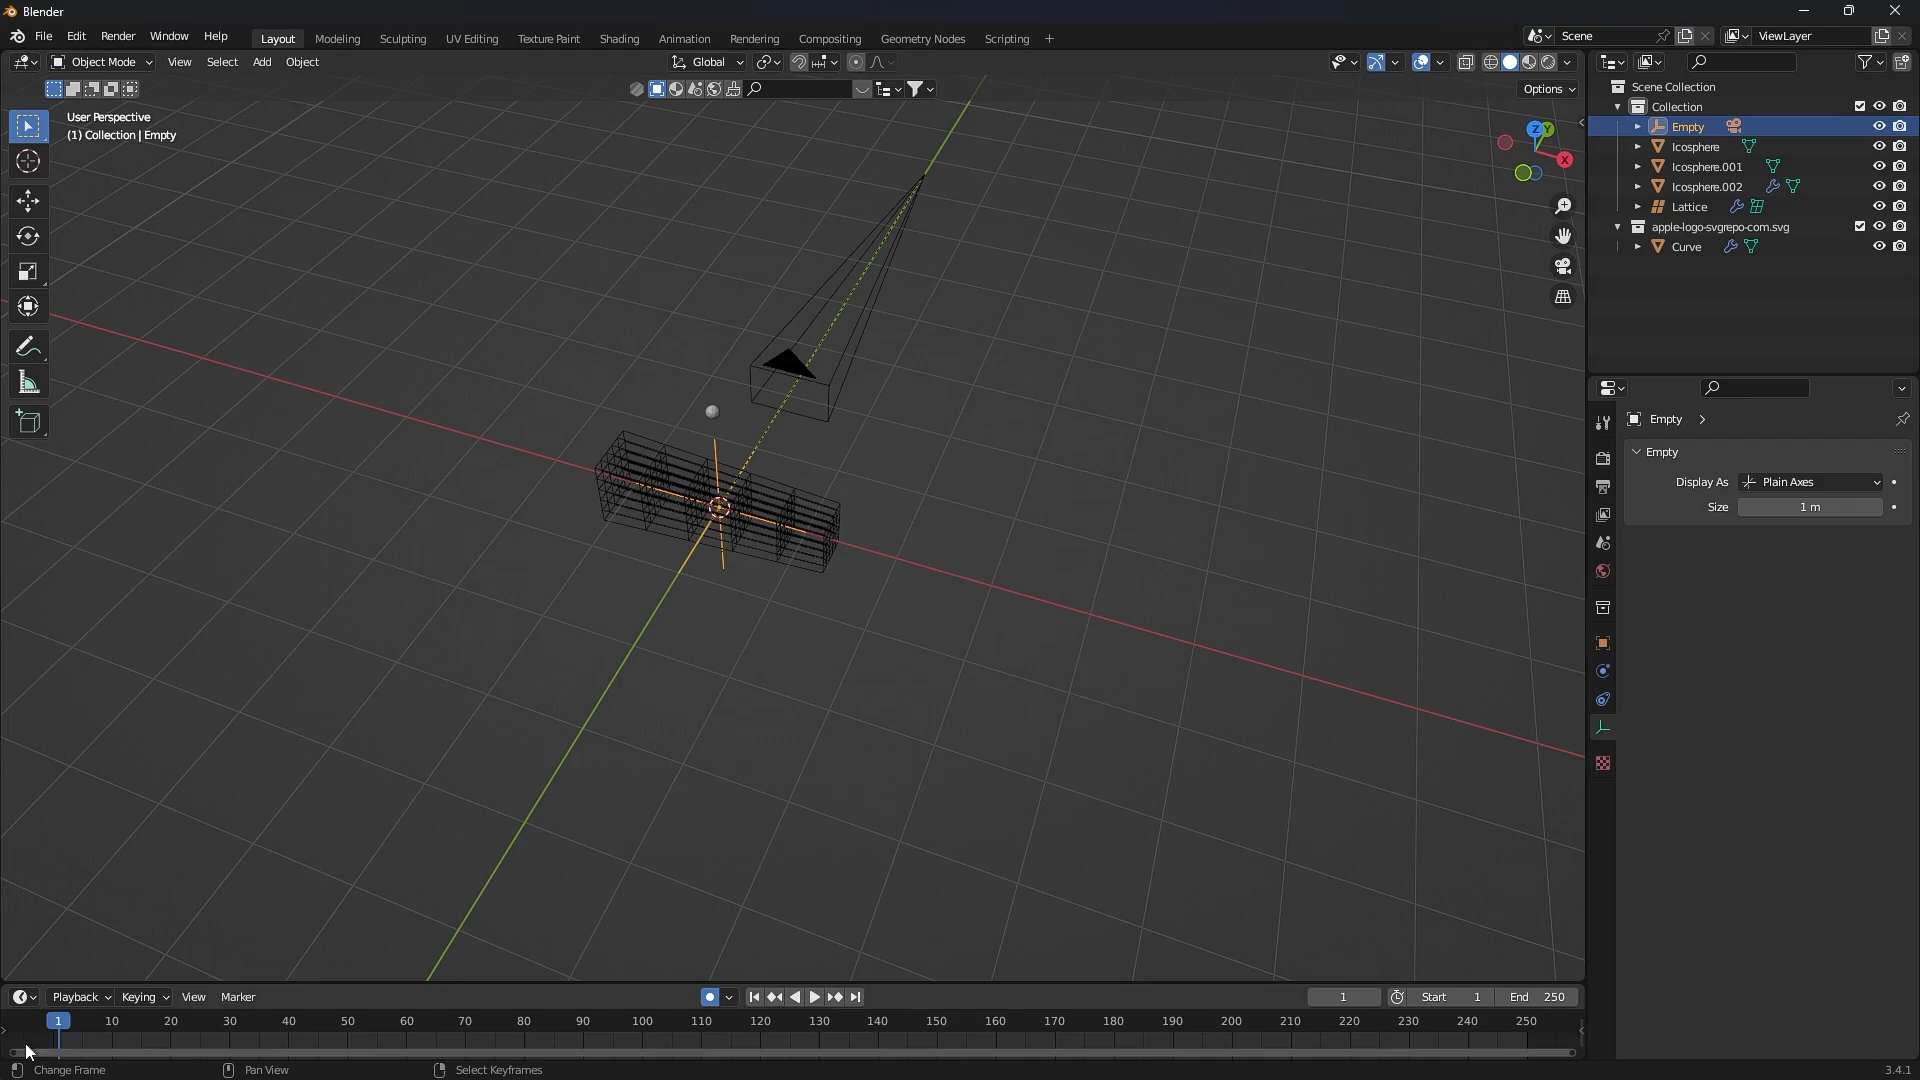 Blender
File Edit Render Window Help Layout Modeling Sculpting UV Editing Texture Paint Shading Animation Rendering Compositing Geometry Nodes Scripting + Scene ViewLayer
Object Mode View Select Add Object Global
Options
User Perspective
(1) Collection | Empty
Z Y
X
Scene Collection
Collection
Empty
Icosphere
Icosphere.001
Icosphere.002
Lattice
apple-logo-svgrepo-com.svg
Curve
Empty
Empty
Display As Plain Axes
Size 1 m
Playback Keying View Marker 1 Start 1 End 250
1 10 20 30 40 50 60 70 80 90 100 110 120 130 140 150 160 170 180 190 200 210 220 230 240 250
Change Frame Pan View Select Keyframes 3.4.1